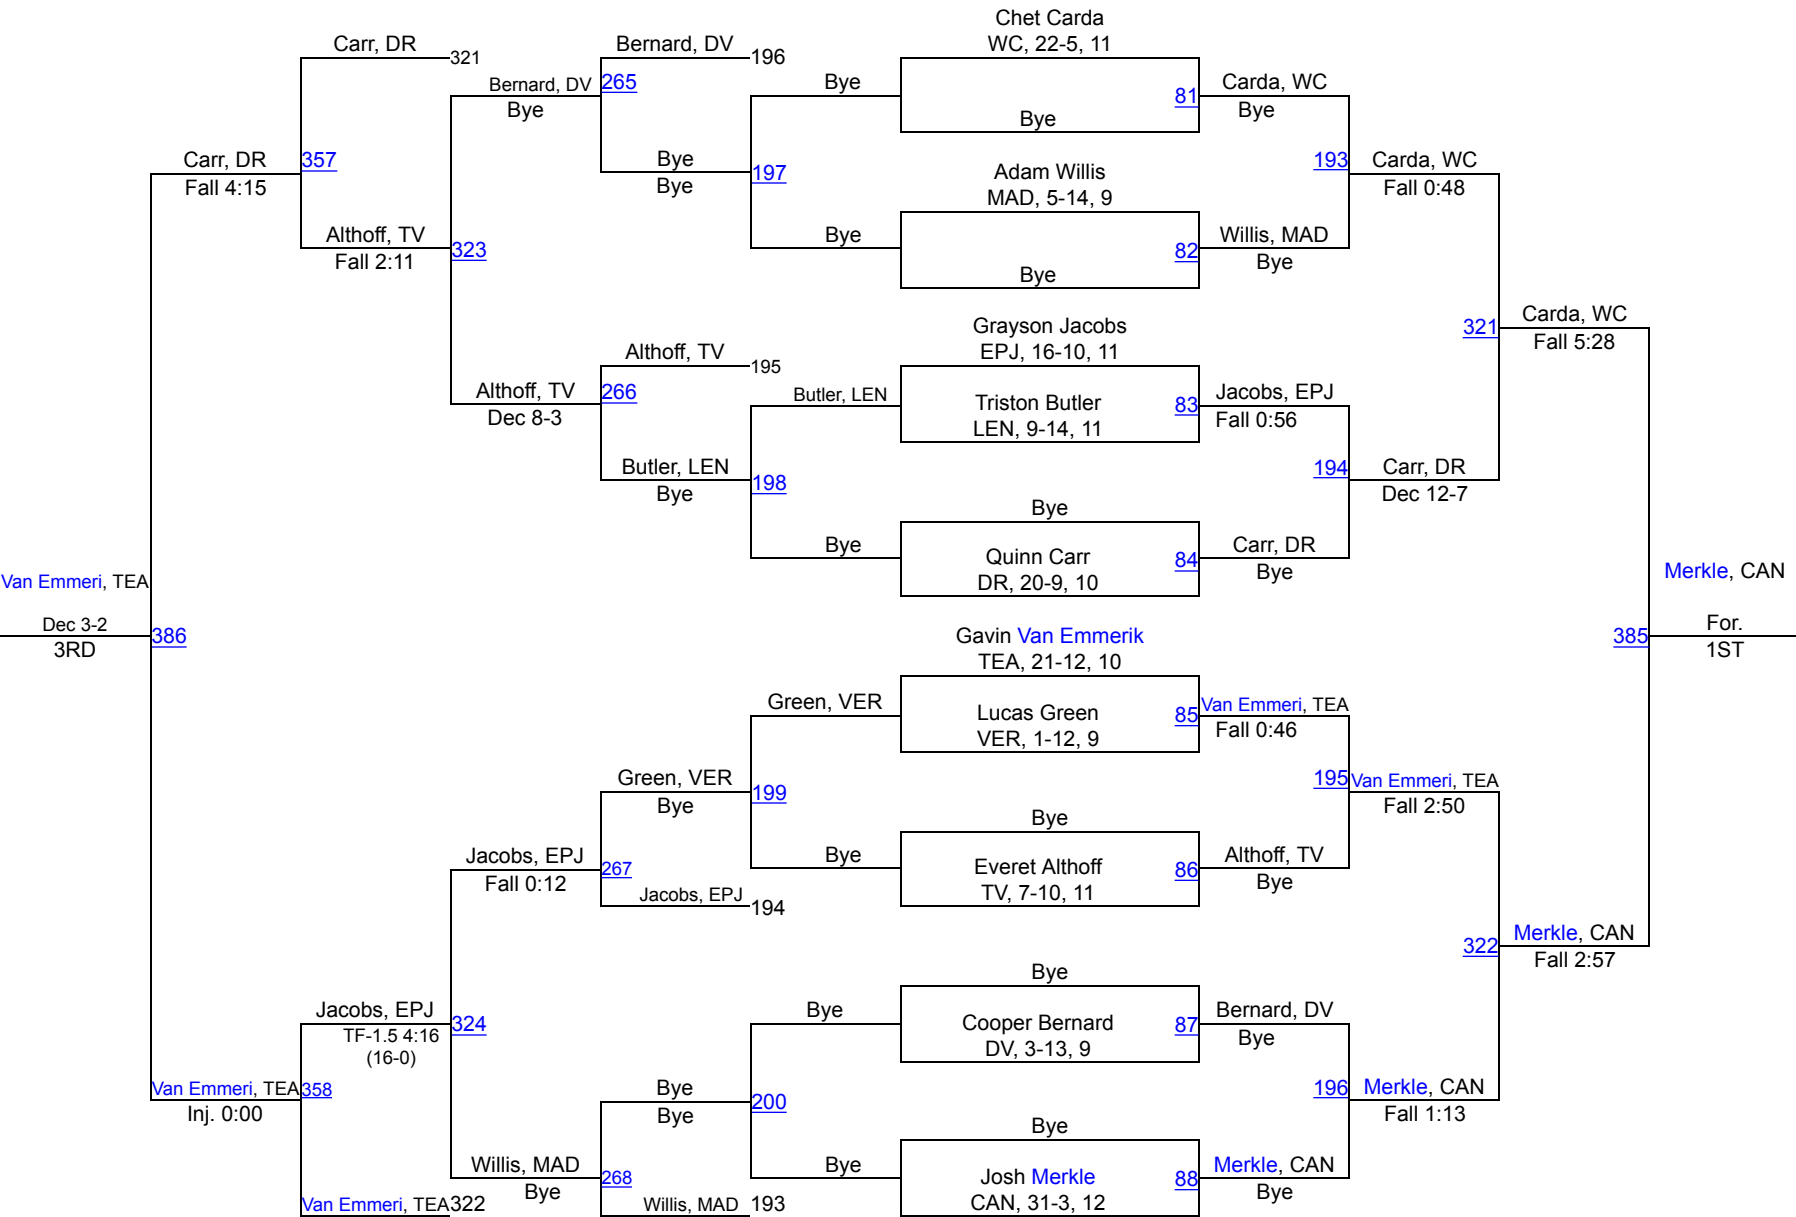 Chet Carda
Carr, DR
321
Bernard, DV
196
WC, 22-5, 11
Bernard, DV
265
Bye
81
Carda, WC
Bye
Bye
Bye
Carr, DR
357
Bye
197
193
Carda, WC
Fall 4:15
Bye
Adam Willis
Fall 0:48
MAD, 5-14, 9
Althoff, TV
323
Bye
82
Willis, MAD
Fall 2:11
Bye
Bye
Grayson Jacobs
321
Carda, WC
Althoff, TV
195
EPJ, 16-10, 11
Fall 5:28
Althoff, TV
266
Butler, LEN
Triston Butler
83
Jacobs, EPJ
Dec 8-3
LEN, 9-14, 11
Fall 0:56
Butler, LEN
198
194
Carr, DR
Bye
Dec 12-7
Bye
Bye
Quinn Carr
84
Carr, DR
Van Emmeri, TEA
DR, 20-9, 10
Bye
Merkle, CAN
Dec 3-2
386
Gavin Van Emmerik
385
For.
3RD
TEA, 21-12, 10
1ST
Green, VER
Lucas Green
85
Van Emmeri, TEA
VER, 1-12, 9
Fall 0:46
Green, VER
199
195
Van Emmeri, TEA
Bye
Fall 2:50
Bye
Jacobs, EPJ
267
Bye
Everet Althoff
86
Althoff, TV
Fall 0:12
Jacobs, EPJ
194
TV, 7-10, 11
Bye
322
Merkle, CAN
Fall 2:57
Bye
Jacobs, EPJ
324
Bye
Cooper Bernard
87
Bernard, DV
TF-1.5 4:16
(16-0)
DV, 3-13, 9
Bye
Van Emmeri, TEA
358
Bye
200
196
Merkle, CAN
Inj. 0:00
Bye
Fall 1:13
Bye
Willis, MAD
268
Bye
Josh Merkle
88
Merkle, CAN
Bye
Bye
Van Emmeri, TEA
322
Willis, MAD
193
CAN, 31-3, 12